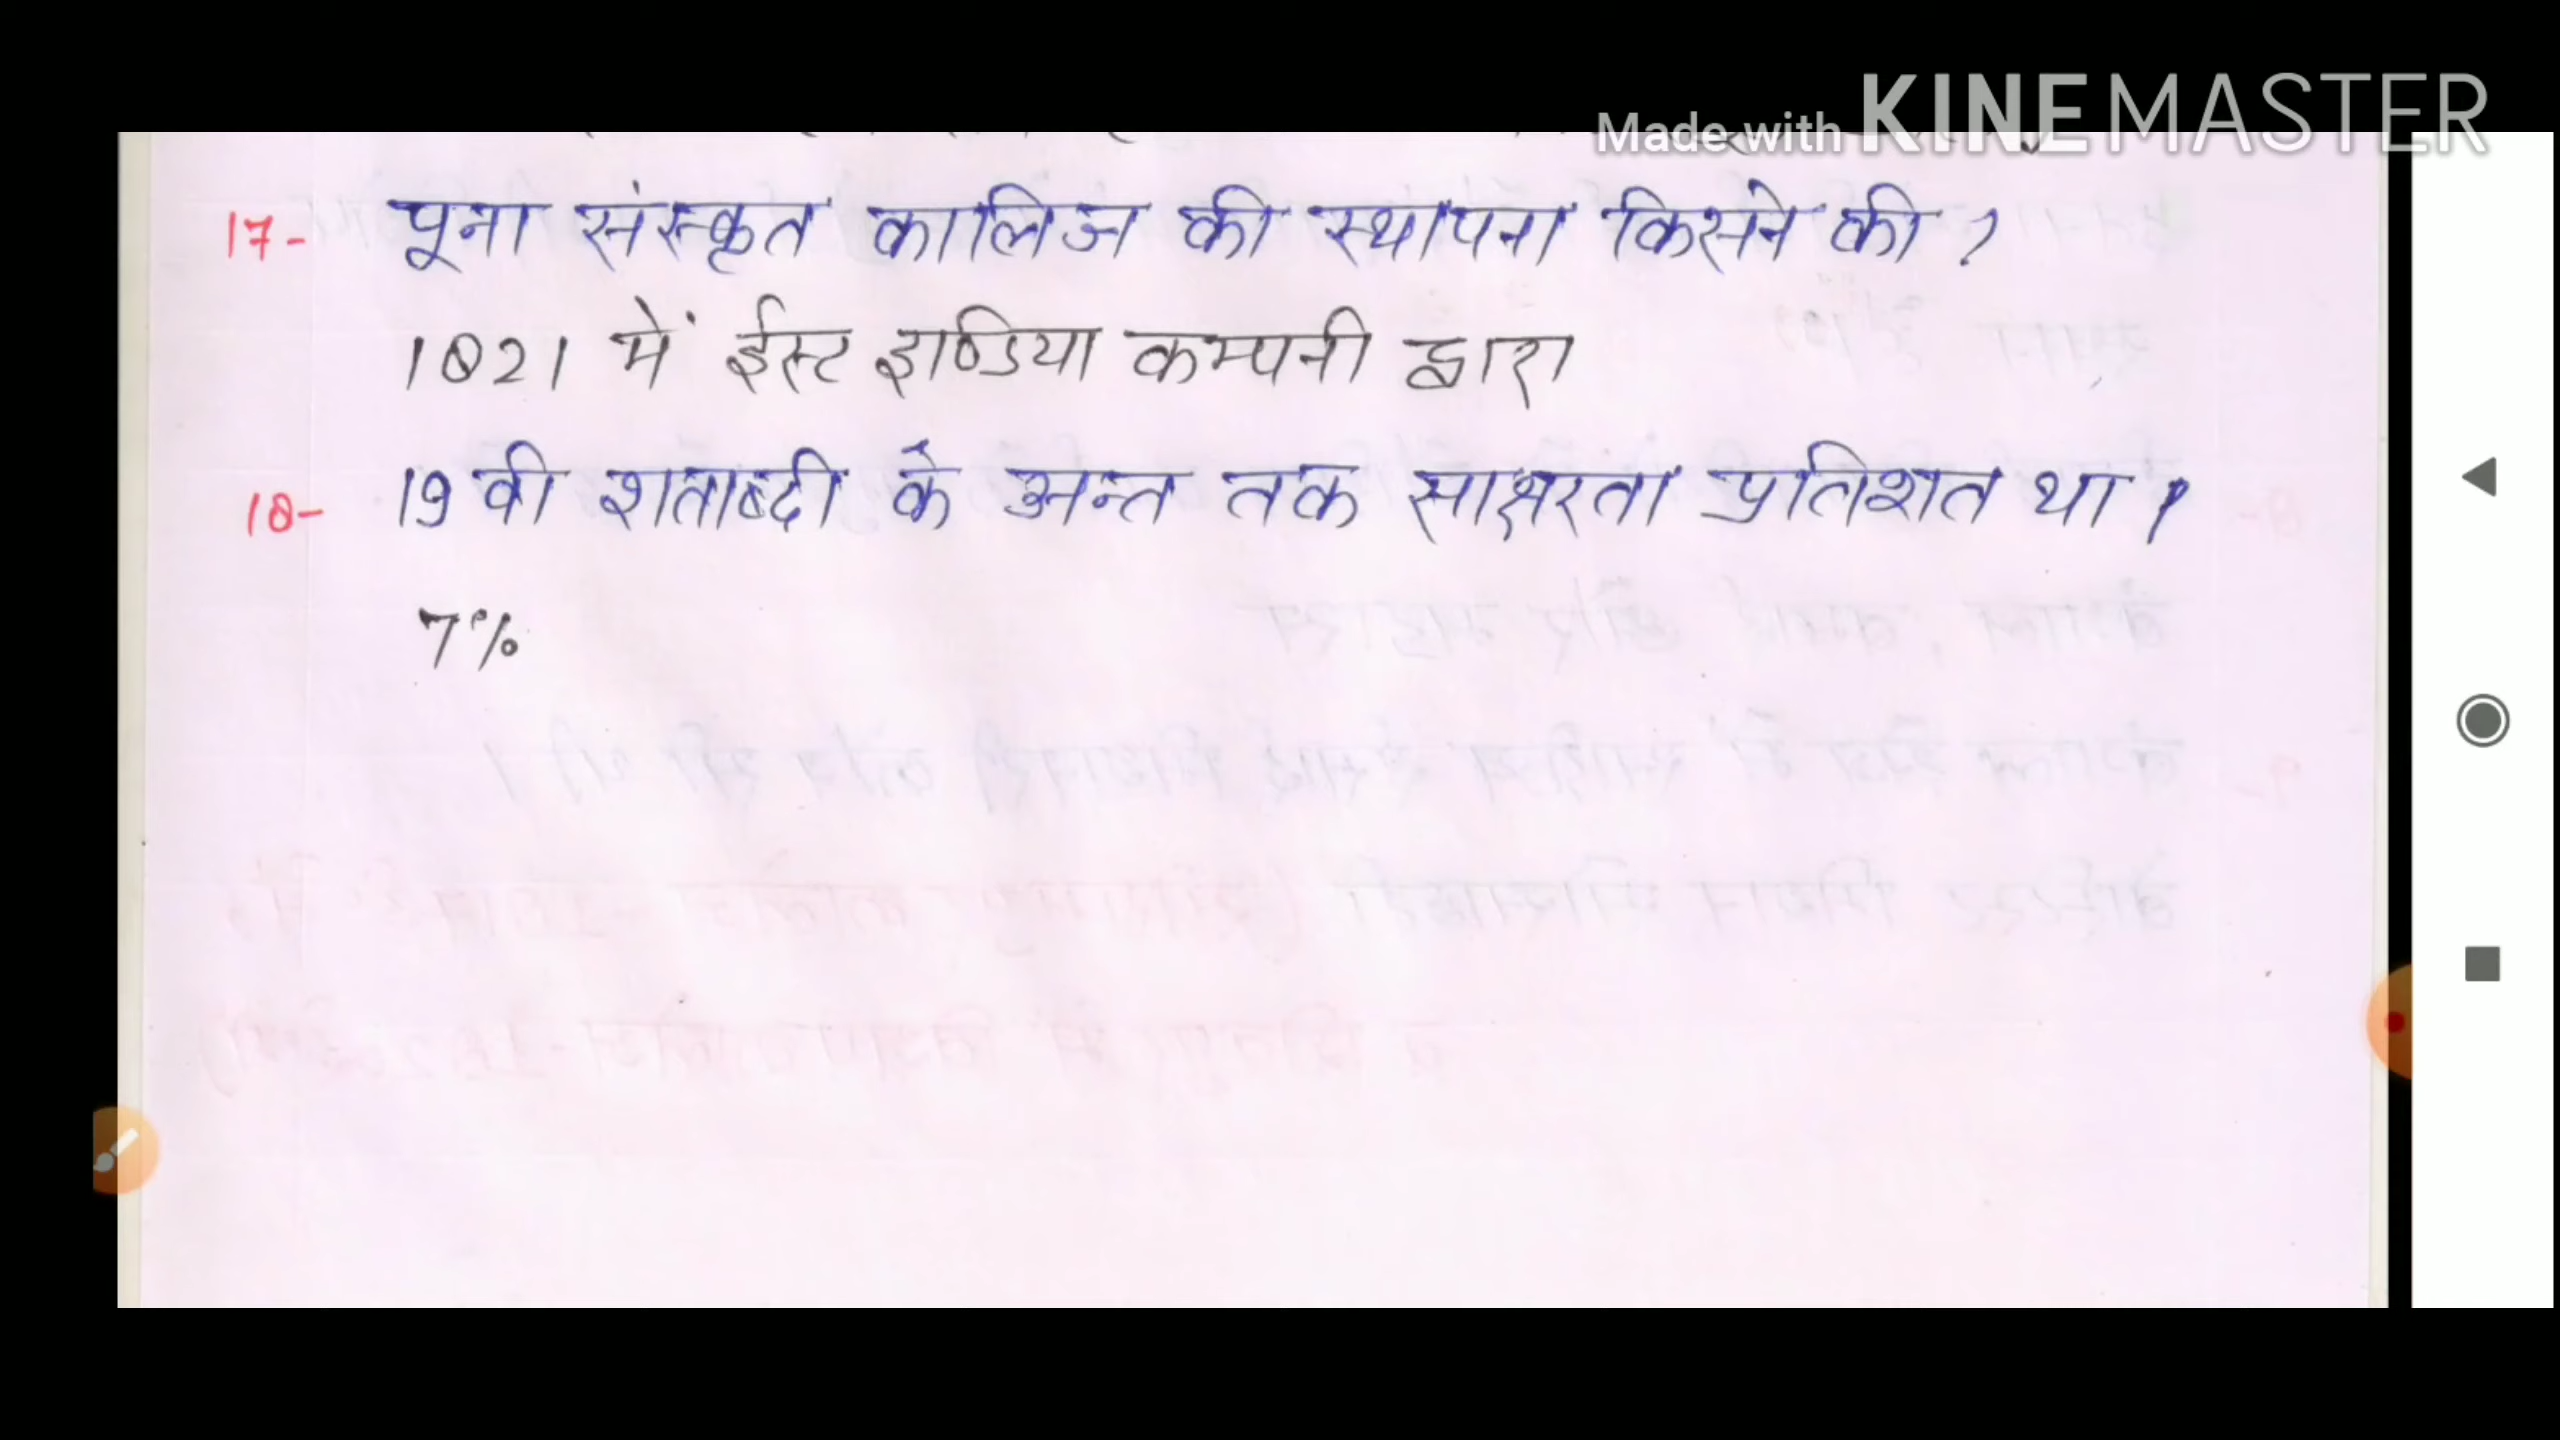 Made with KINEMASTER
17- पूना संस्कृत कालिज की स्थापना किसने की ?
1821 में ईस्ट इण्डिया कम्पनी द्वारा
18- 19 वी शताब्दी के अन्त तक साक्षरता प्रतिशत था ।
7%